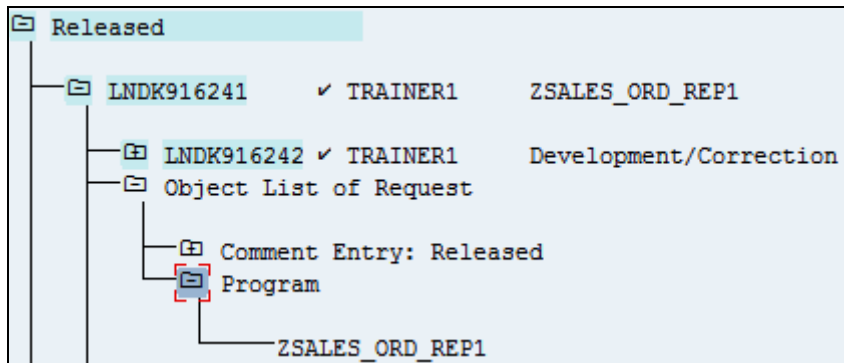 Released
LNDK916241 ✓ TRAINER1 ZSALES_ORD_REP1
LNDK916242 ✓ TRAINER1 Development/Correction
Object List of Request
Comment Entry: Released
Program
ZSALES_ORD_REP1